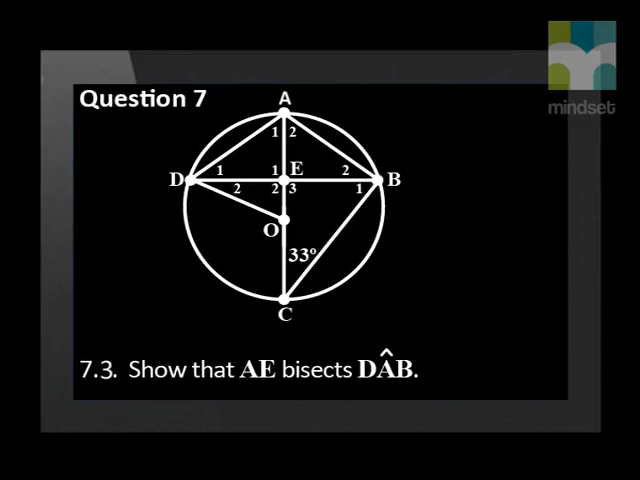 mindset
Question 7
A
1 2
D 1 1 E 2 B
2 2 3 1
O
33º
C
7.3. Show that AE bisects DÂB.